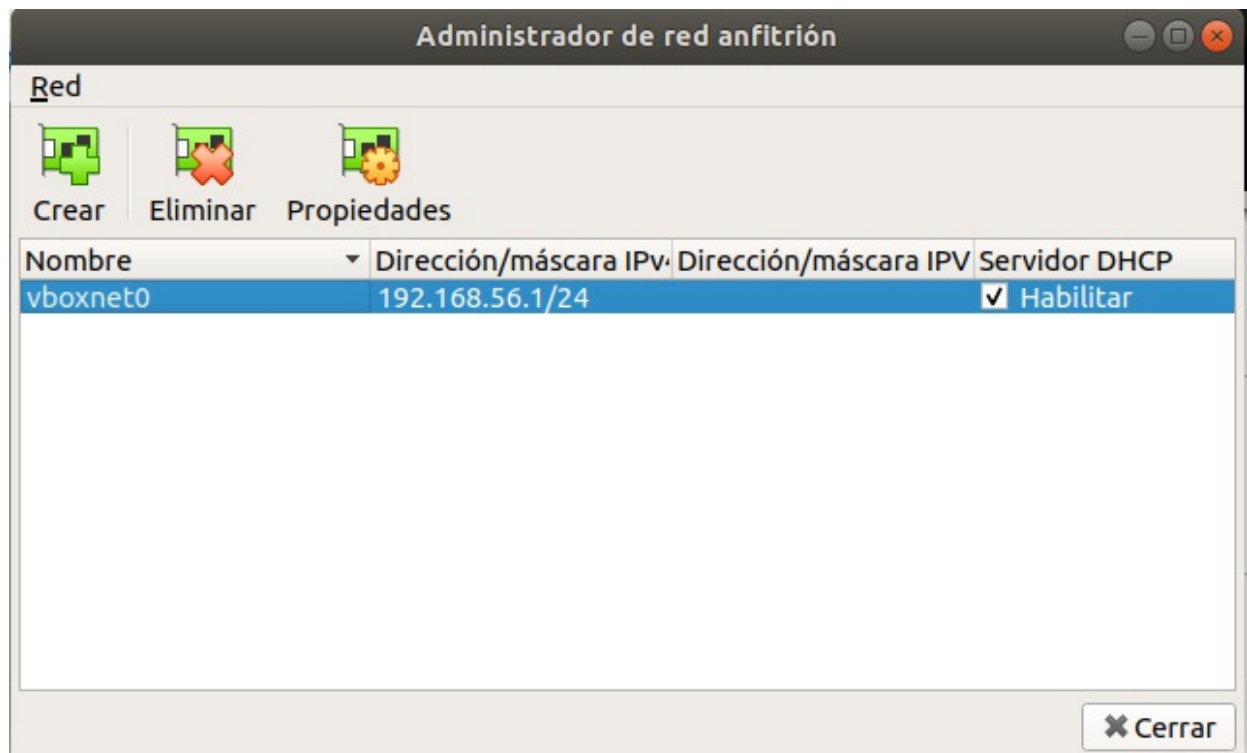 Administrador de red anfitrión
Red
Crear Eliminar Propiedades
Nombre Dirección/máscara IPv4 Dirección/máscara IPV Servidor DHCP
vboxnet0 192.168.56.1/24 Habilitar
Cerrar